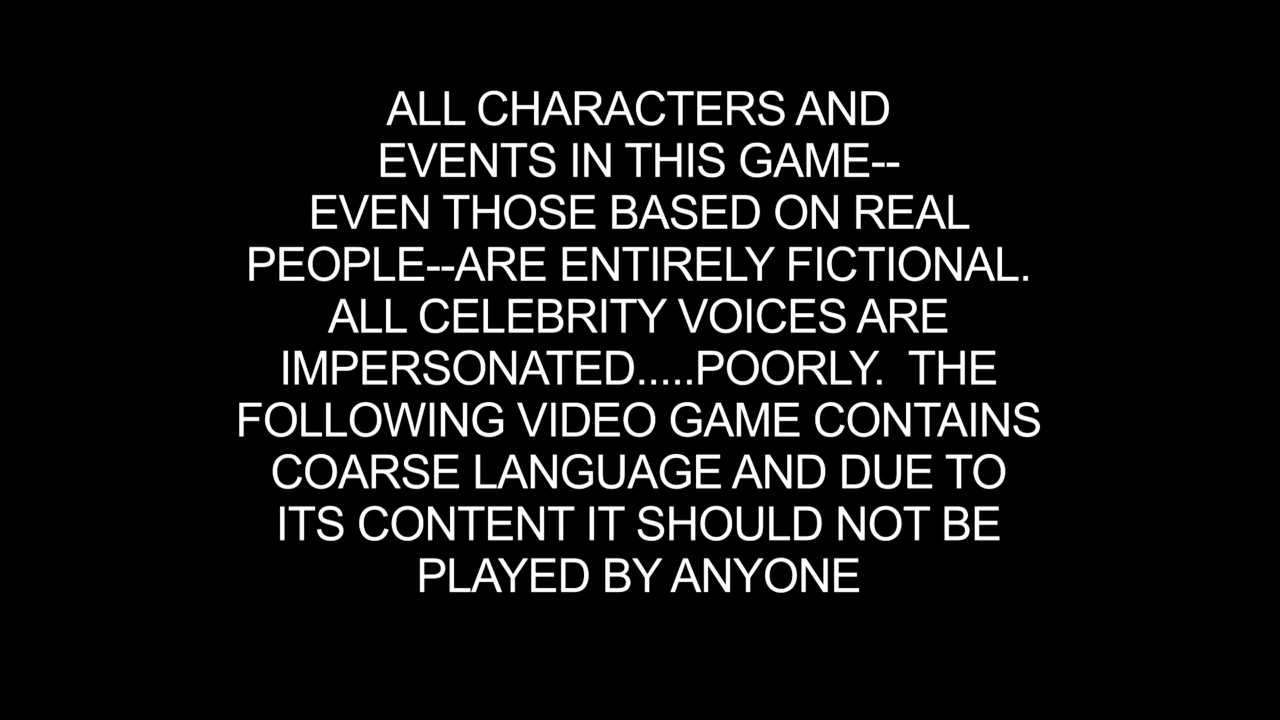 ALL CHARACTERS AND
EVENTS IN THIS GAME--
EVEN THOSE BASED ON REAL
PEOPLE--ARE ENTIRELY FICTIONAL.
ALL CELEBRITY VOICES ARE
IMPERSONATED.....POORLY.  THE
FOLLOWING VIDEO GAME CONTAINS
COARSE LANGUAGE AND DUE TO
ITS CONTENT IT SHOULD NOT BE
PLAYED BY ANYONE